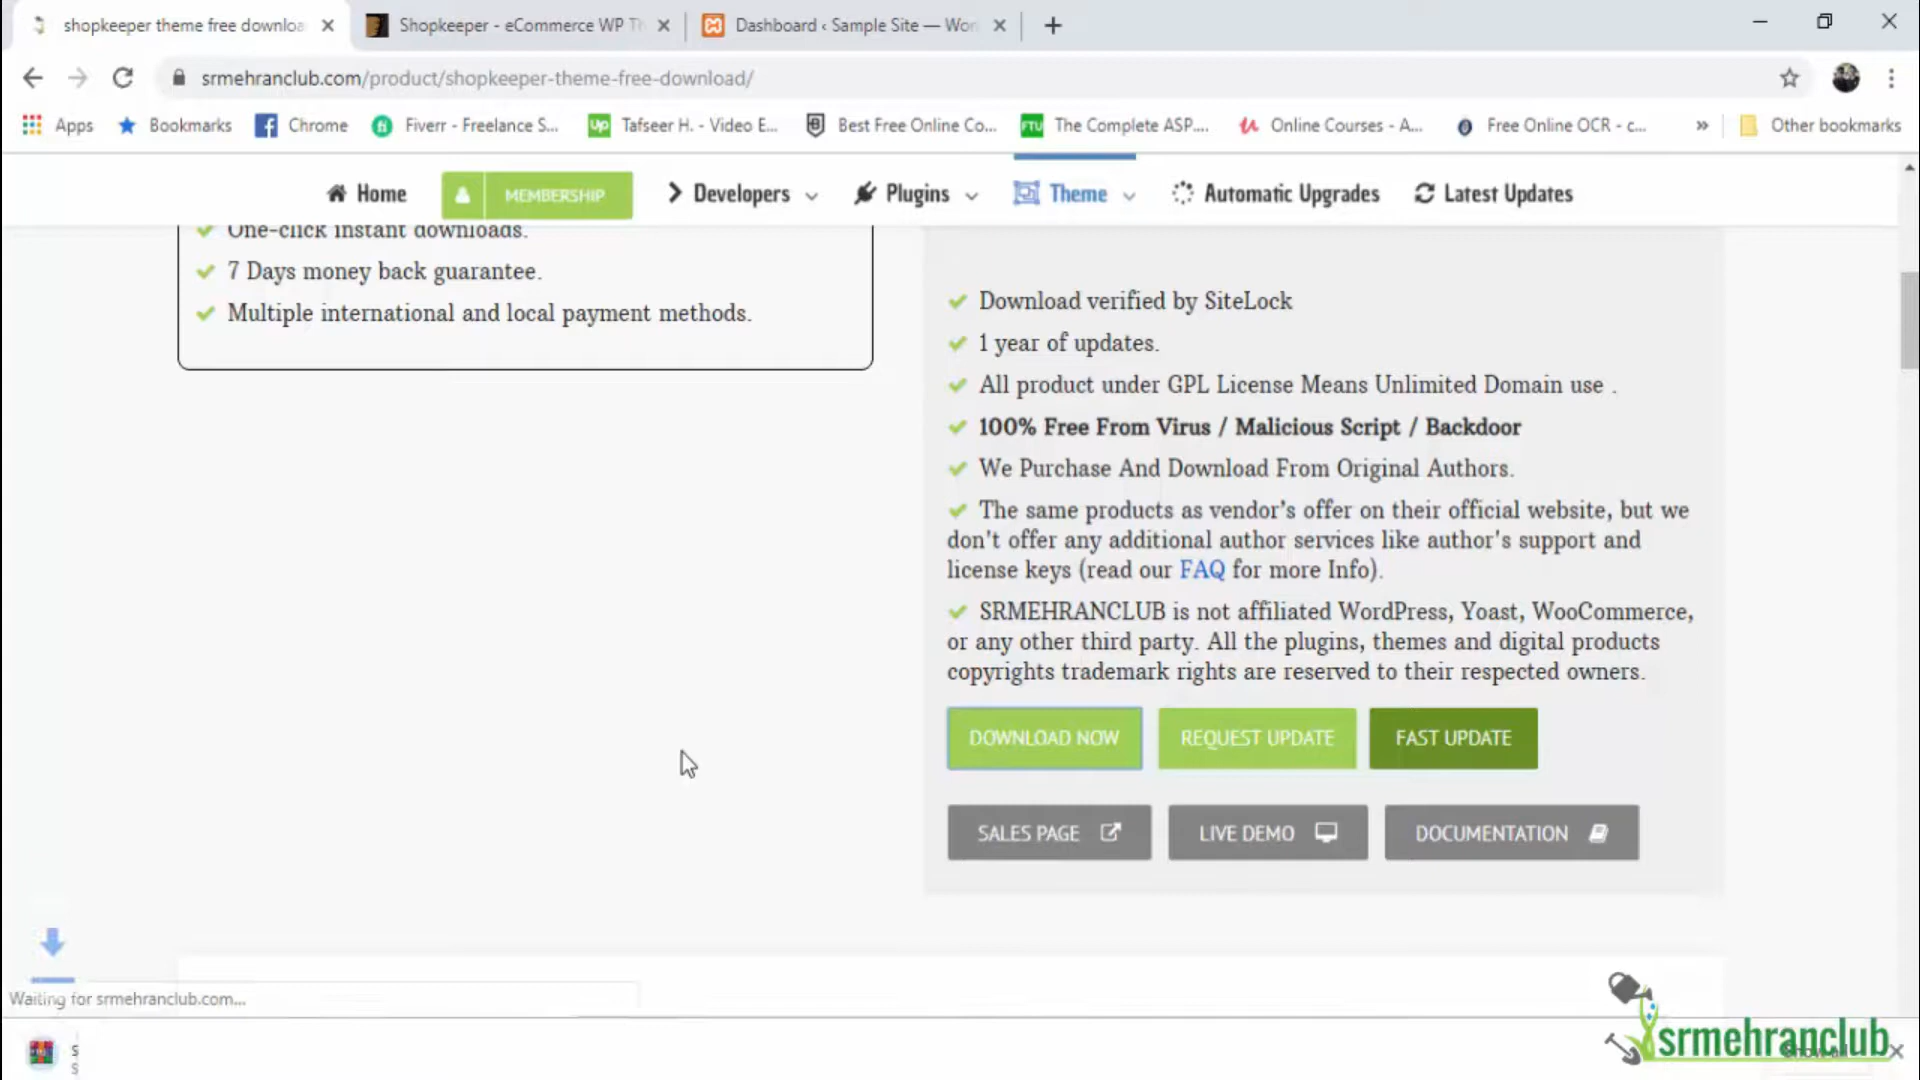 shopkeeper theme free downloa
Shopkeeper - eCommerce WP Th
Dashboard ‹ Sample Site — Wor
srmehranclub.com/product/shopkeeper-theme-free-download/
Apps
Bookmarks
Chrome
Fiverr - Freelance S...
Up
Tafseer H. - Video E...
Best Free Online Co...
FTU
The Complete ASP....
Online Courses - A...
Free Online OCR - c...
»
Other bookmarks
Home
MEMBERSHIP
Developers
Plugins
Theme
Automatic Upgrades
Latest Updates
One-click instant downloads.
7 Days money back guarantee.
Multiple international and local payment methods.
Download verified by SiteLock
1 year of updates.
All product under GPL License Means Unlimited Domain use .
100% Free From Virus / Malicious Script / Backdoor
We Purchase And Download From Original Authors.
The same products as vendor's offer on their official website, but we
don't offer any additional author services like author's support and
license keys (read our FAQ for more Info).
SRMEHRANCLUB is not affiliated WordPress, Yoast, WooCommerce,
or any other third party. All the plugins, themes and digital products
copyrights trademark rights are reserved to their respected owners.
DOWNLOAD NOW
REQUEST UPDATE
FAST UPDATE
SALES PAGE
LIVE DEMO
DOCUMENTATION
Waiting for srmehranclub.com...
srmehranclub